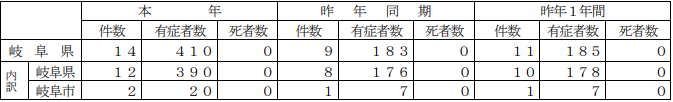 本　年 昨　年　同　期 昨年１年間
件数 有症者数 死者数 件数 有症者数 死者数 件数 有症者数 死者数
岐　阜　県 １４ ４１０ ０ ９ １８３ ０ １１ １８５ ０
内訳 岐阜県 １２ ３９０ ０ ８ １７６ ０ １０ １７８ ０
岐阜市 ２ ２０ ０ １ ７ ０ １ ７ ０